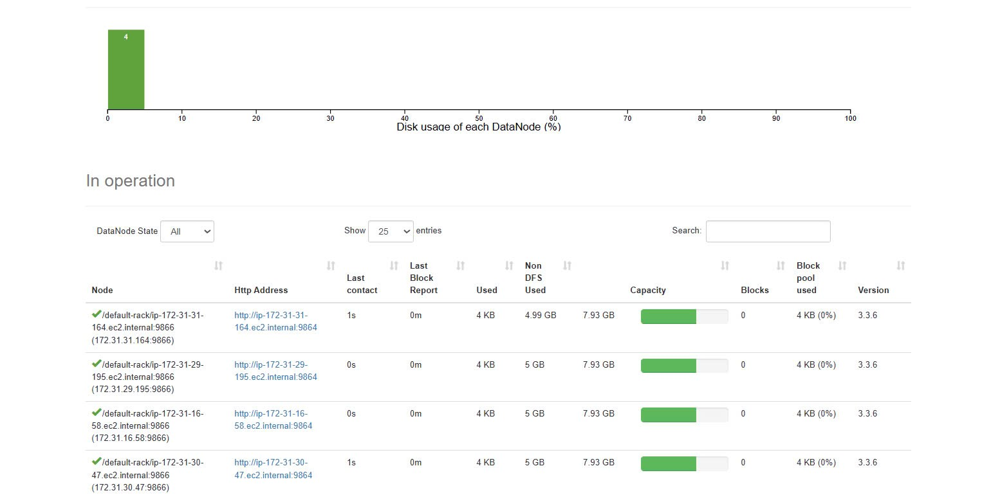 4
0 10 20 30 40 50 60 70 80 90 100
Disk usage of each DataNode (%)
In operation
DataNode State All
Show 25 entries
Search:
Node
Http Address
Last
contact
Last
Block
Report
Used
Non
DFS
Used
Capacity
Blocks
Block
pool
used
Version
/default-rack/ip-172-31-31-
164.ec2.internal:9866
(172.31.31.164:9866)
http://ip-172-31-31-
164.ec2.internal:9864
1s
0m
4 KB
4.99 GB
7.93 GB
0
4 KB (0%)
3.3.6
/default-rack/ip-172-31-29-
195.ec2.internal:9866
(172.31.29.195:9866)
http://ip-172-31-29-
195.ec2.internal:9864
0s
0m
4 KB
5 GB
7.93 GB
0
4 KB (0%)
3.3.6
/default-rack/ip-172-31-16-
58.ec2.internal:9866
(172.31.16.58:9866)
http://ip-172-31-16-
58.ec2.internal:9864
0s
0m
4 KB
5 GB
7.93 GB
0
4 KB (0%)
3.3.6
/default-rack/ip-172-31-30-
47.ec2.internal:9866
(172.31.30.47:9866)
http://ip-172-31-30-
47.ec2.internal:9864
1s
0m
4 KB
5 GB
7.93 GB
0
4 KB (0%)
3.3.6